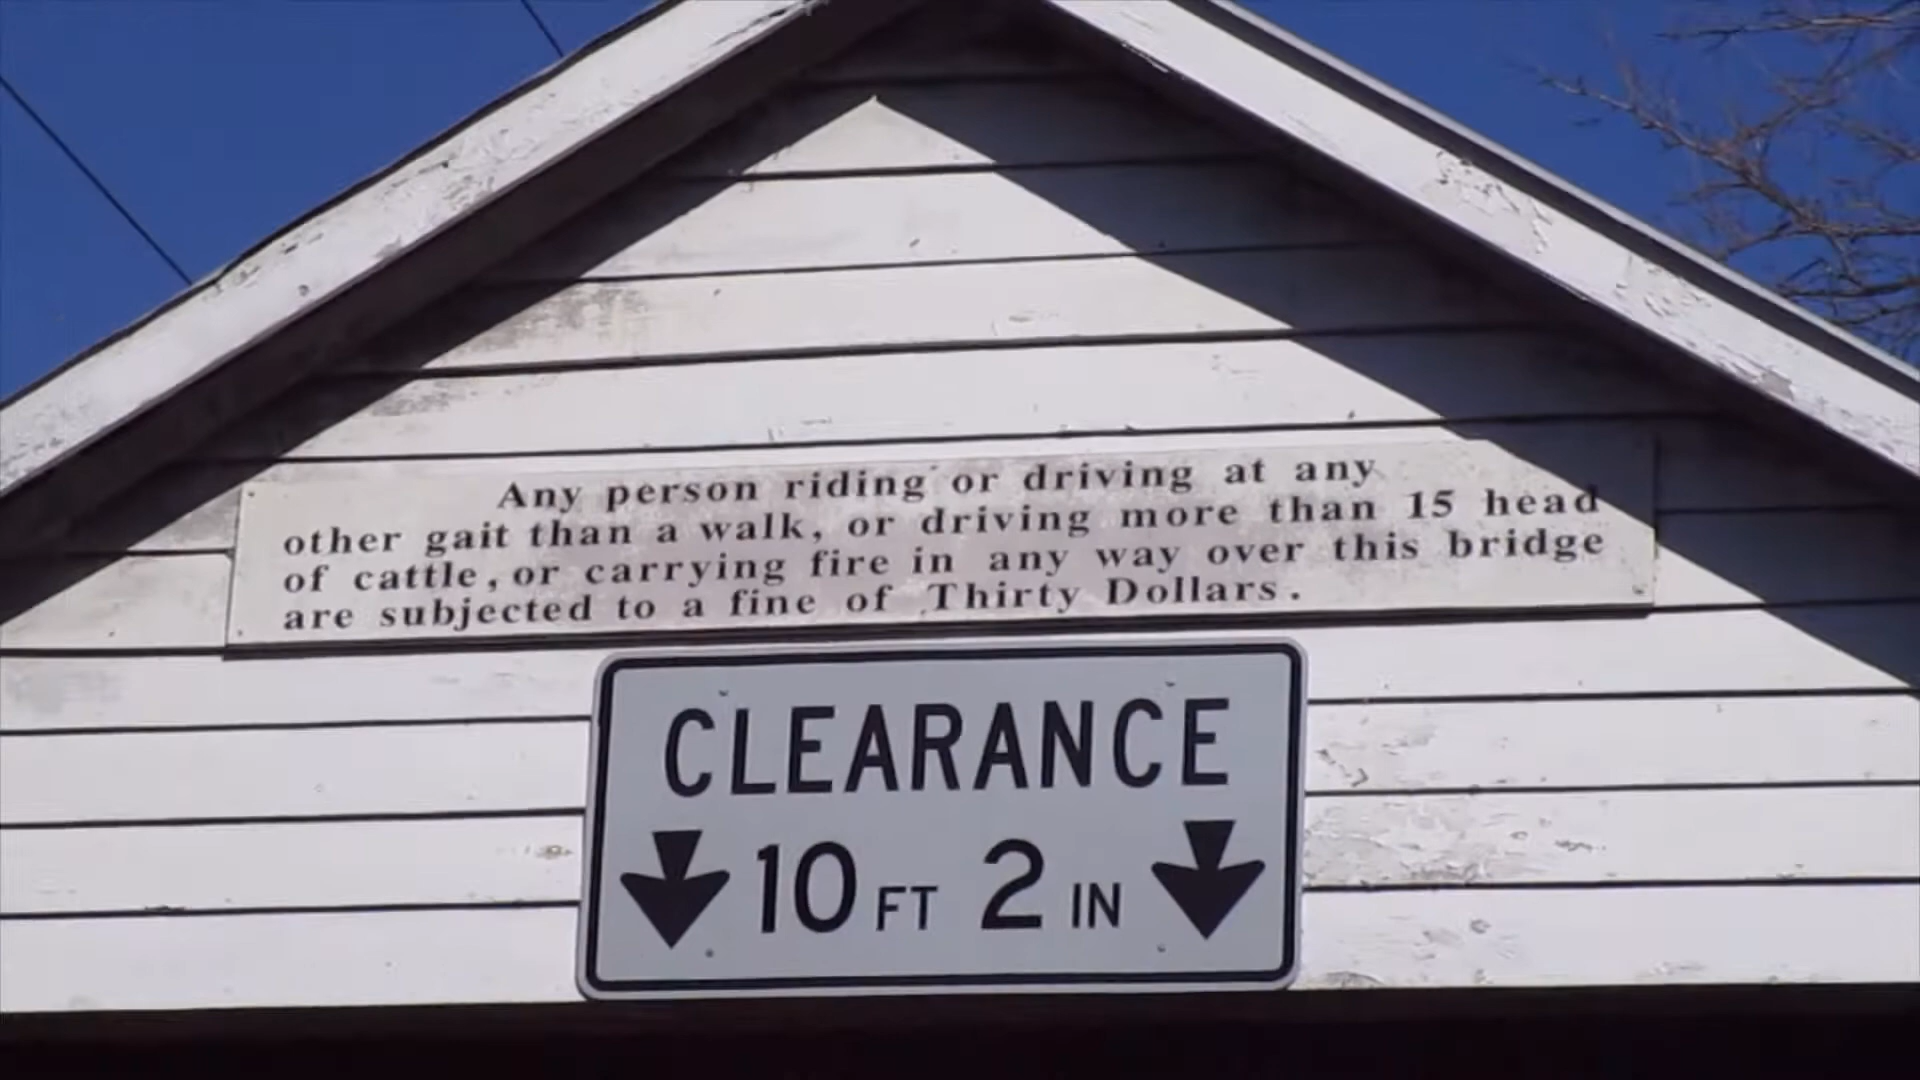 Any person riding or driving at any
other gait than a walk, or driving more than 15 head
of cattle, or carrying fire in any way over this bridge
are subjected to a fine of Thirty Dollars.
CLEARANCE
10 FT 2 IN